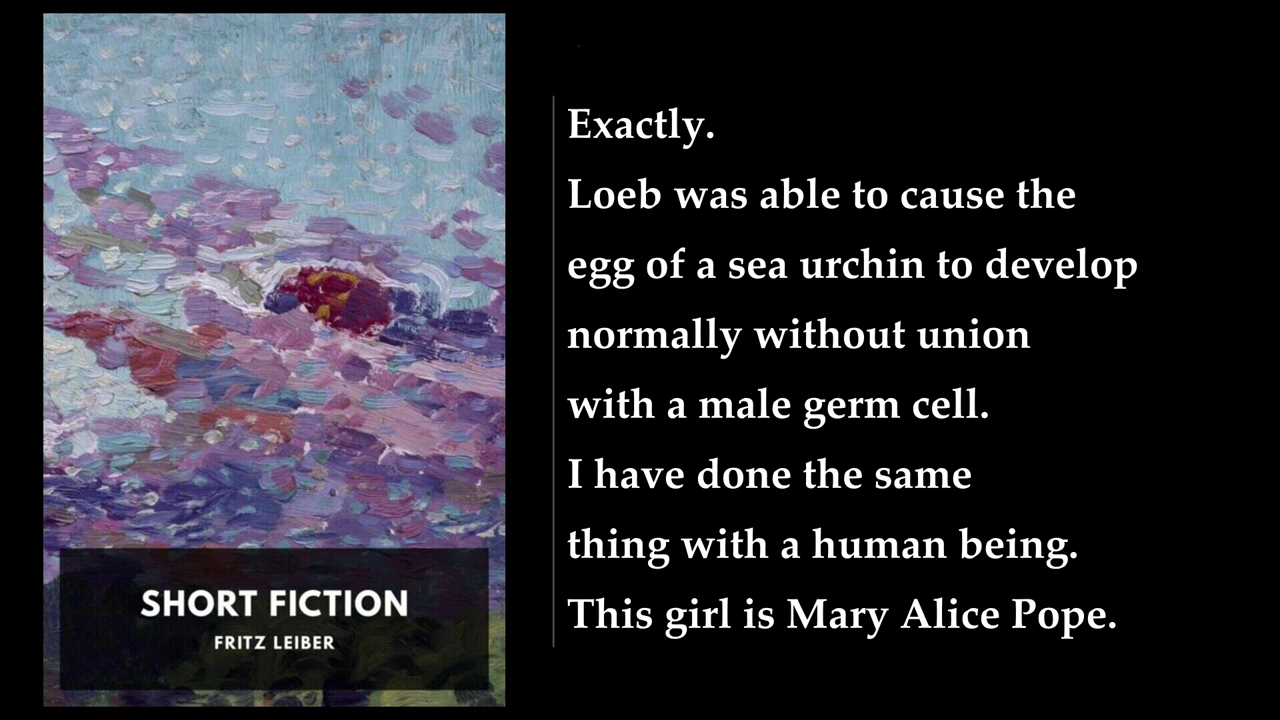 SHORT FICTION
FRITZ LEIBER
Exactly.
Loeb was able to cause the
egg of a sea urchin to develop
normally without union
with a male germ cell.
I have done the same
thing with a human being.
This girl is Mary Alice Pope.